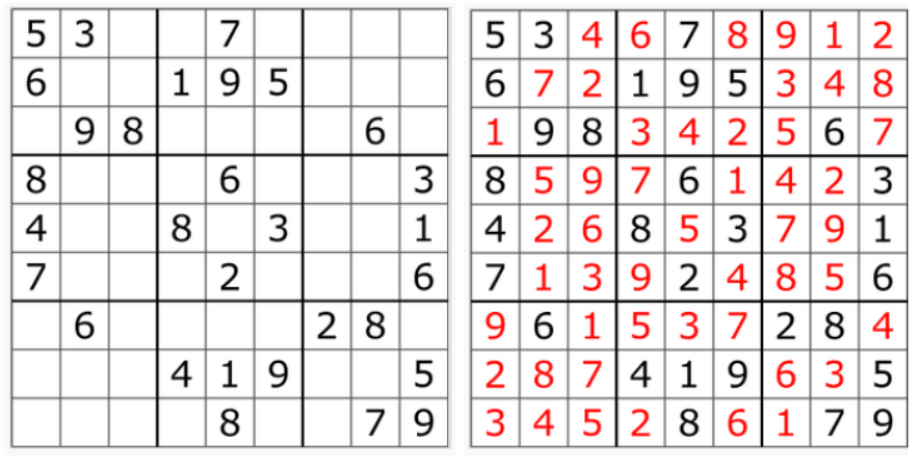 5 3 7
6 1 9 5
9 8 6
8 6 3
4 8 3 1
7 2 6
6 2 8
4 1 9 5
8 7 9
5 3 4 6 7 8 9 1 2
6 7 2 1 9 5 3 4 8
1 9 8 3 4 2 5 6 7
8 5 9 7 6 1 4 2 3
4 2 6 8 5 3 7 9 1
7 1 3 9 2 4 8 5 6
9 6 1 5 3 7 2 8 4
2 8 7 4 1 9 6 3 5
3 4 5 2 8 6 1 7 9